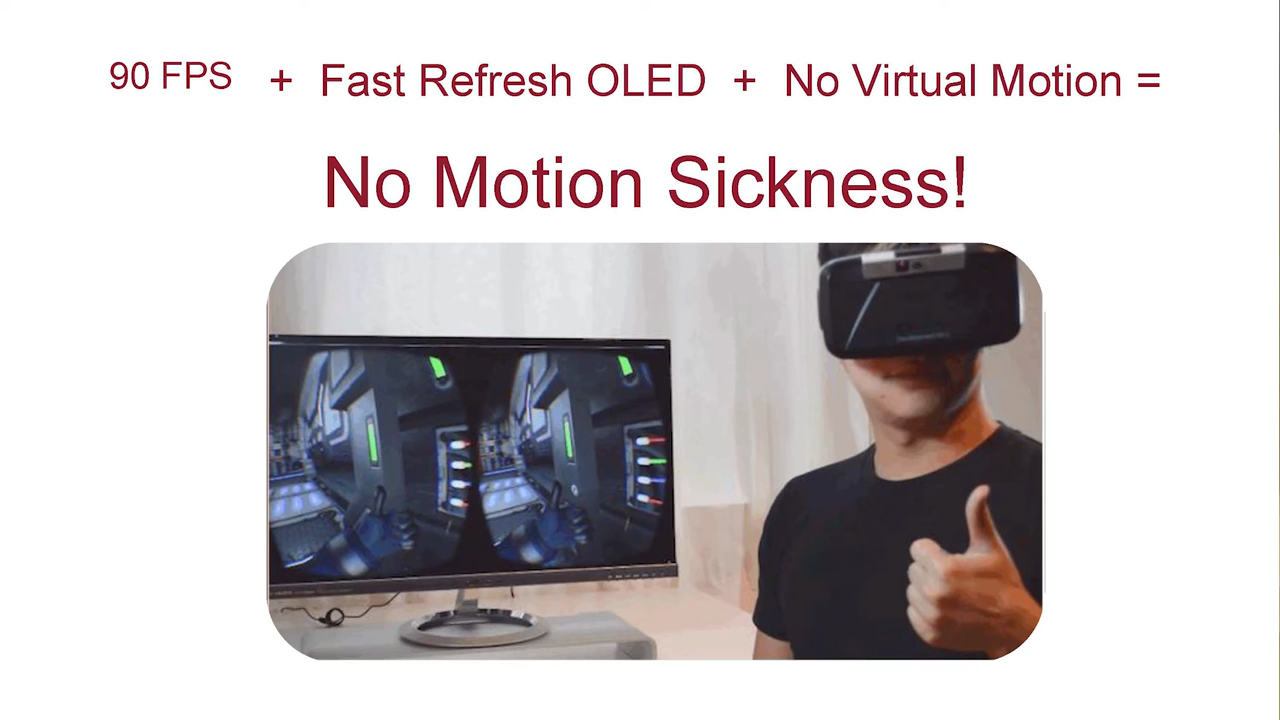 90 FPS + Fast Refresh OLED + No Virtual Motion =
No Motion Sickness!